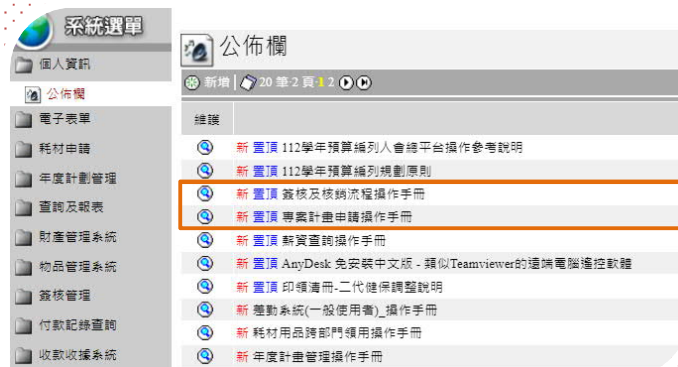 系統選單
個人資訊
公佈欄
電子表單
耗材申請
年度計劃管理
查詢及報表
財產管理系統
物品管理系統
簽核管理
付款記錄查詢
收款收據系統
公佈欄
新增 20 筆‧2 頁‧1 2
維護
新 置頂 112學年預算編列人會總平台操作參考說明
新 置頂 112學年預算編列規劃原則
新 置頂 簽核及核銷流程操作手冊
新 置頂 專案計畫申請操作手冊
新 置頂 薪資查詢操作手冊
新 置頂 AnyDesk 免安裝中文版 - 類似Teamviewer的遠端電腦遙控軟體
新 置頂 印領清冊-二代健保調整說明
新 差勤系統(一般使用者)_操作手冊
新 耗材用品跨部門領用操作手冊
新 年度計畫管理操作手冊